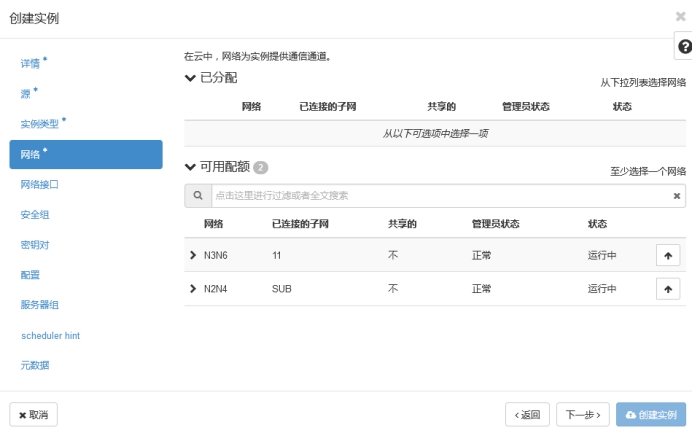 创建实例
详情 *
源 *
实例类型 *
网络 *
网络接口
安全组
密钥对
配置
服务器组
scheduler hint
元数据
在云中，网络为实例提供通信通道。
已分配
从下拉列表选择网络
网络 已连接的子网 共享的 管理员状态 状态
从以下可选项中选择一项
可用配额 2
至少选择一个网络
点击这里进行过滤或者全文搜索
网络 已连接的子网 共享的 管理员状态 状态
N3N6 11 不 正常 运行中
N2N4 SUB 不 正常 运行中
×取消
‹返回 下一步› 创建实例